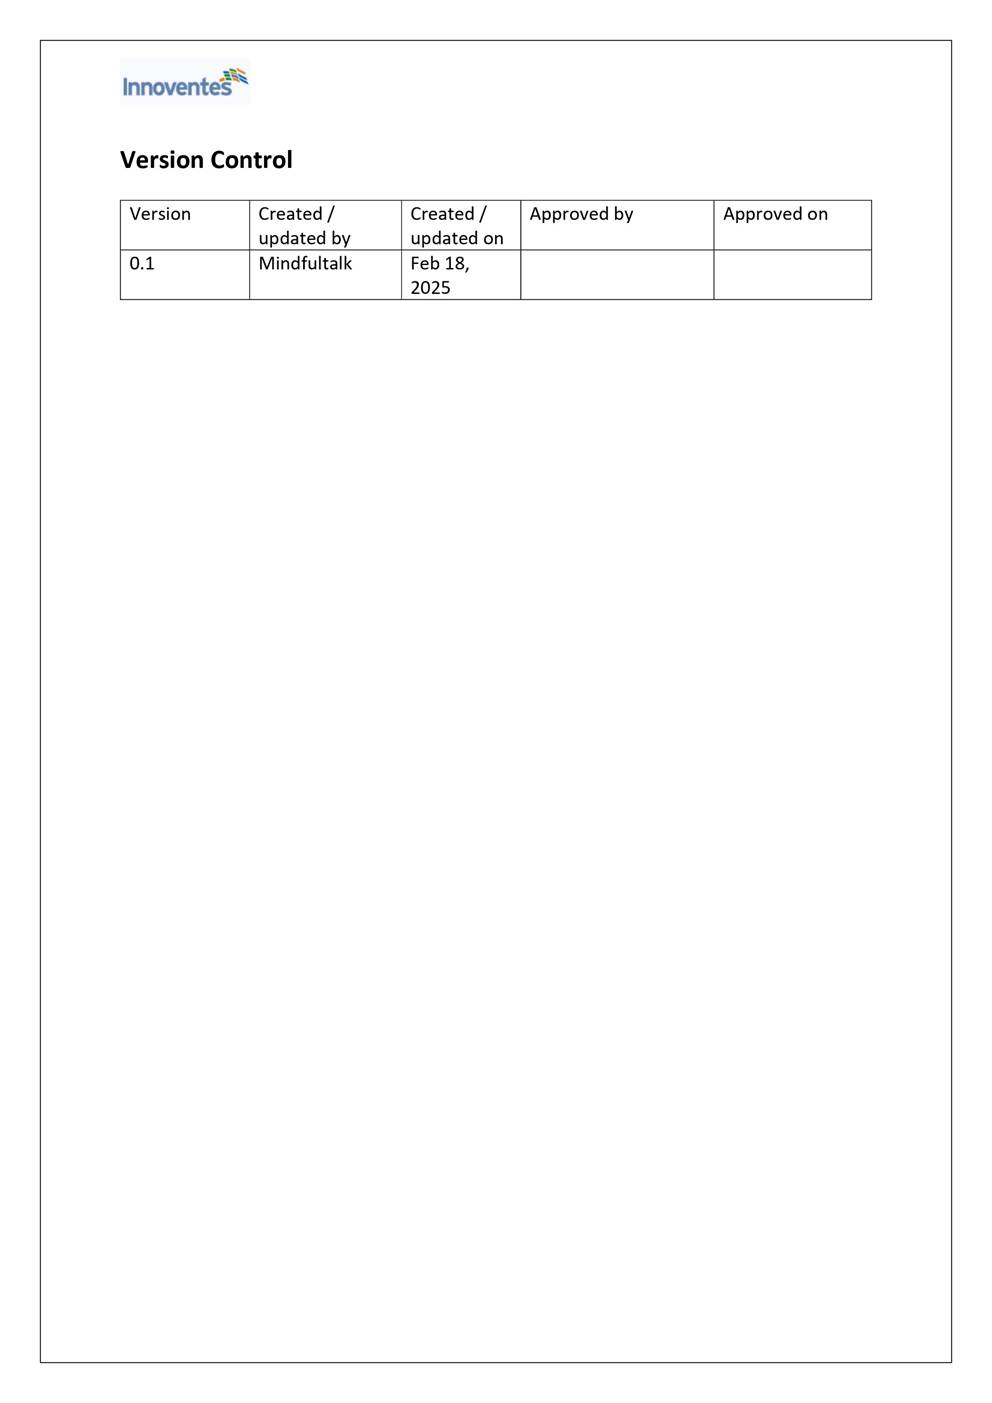 Innoventes
Version Control
Version
Created /
updated by
Created /
updated on
Approved by
Approved on
0.1
Mindfultalk
Feb 18,
2025